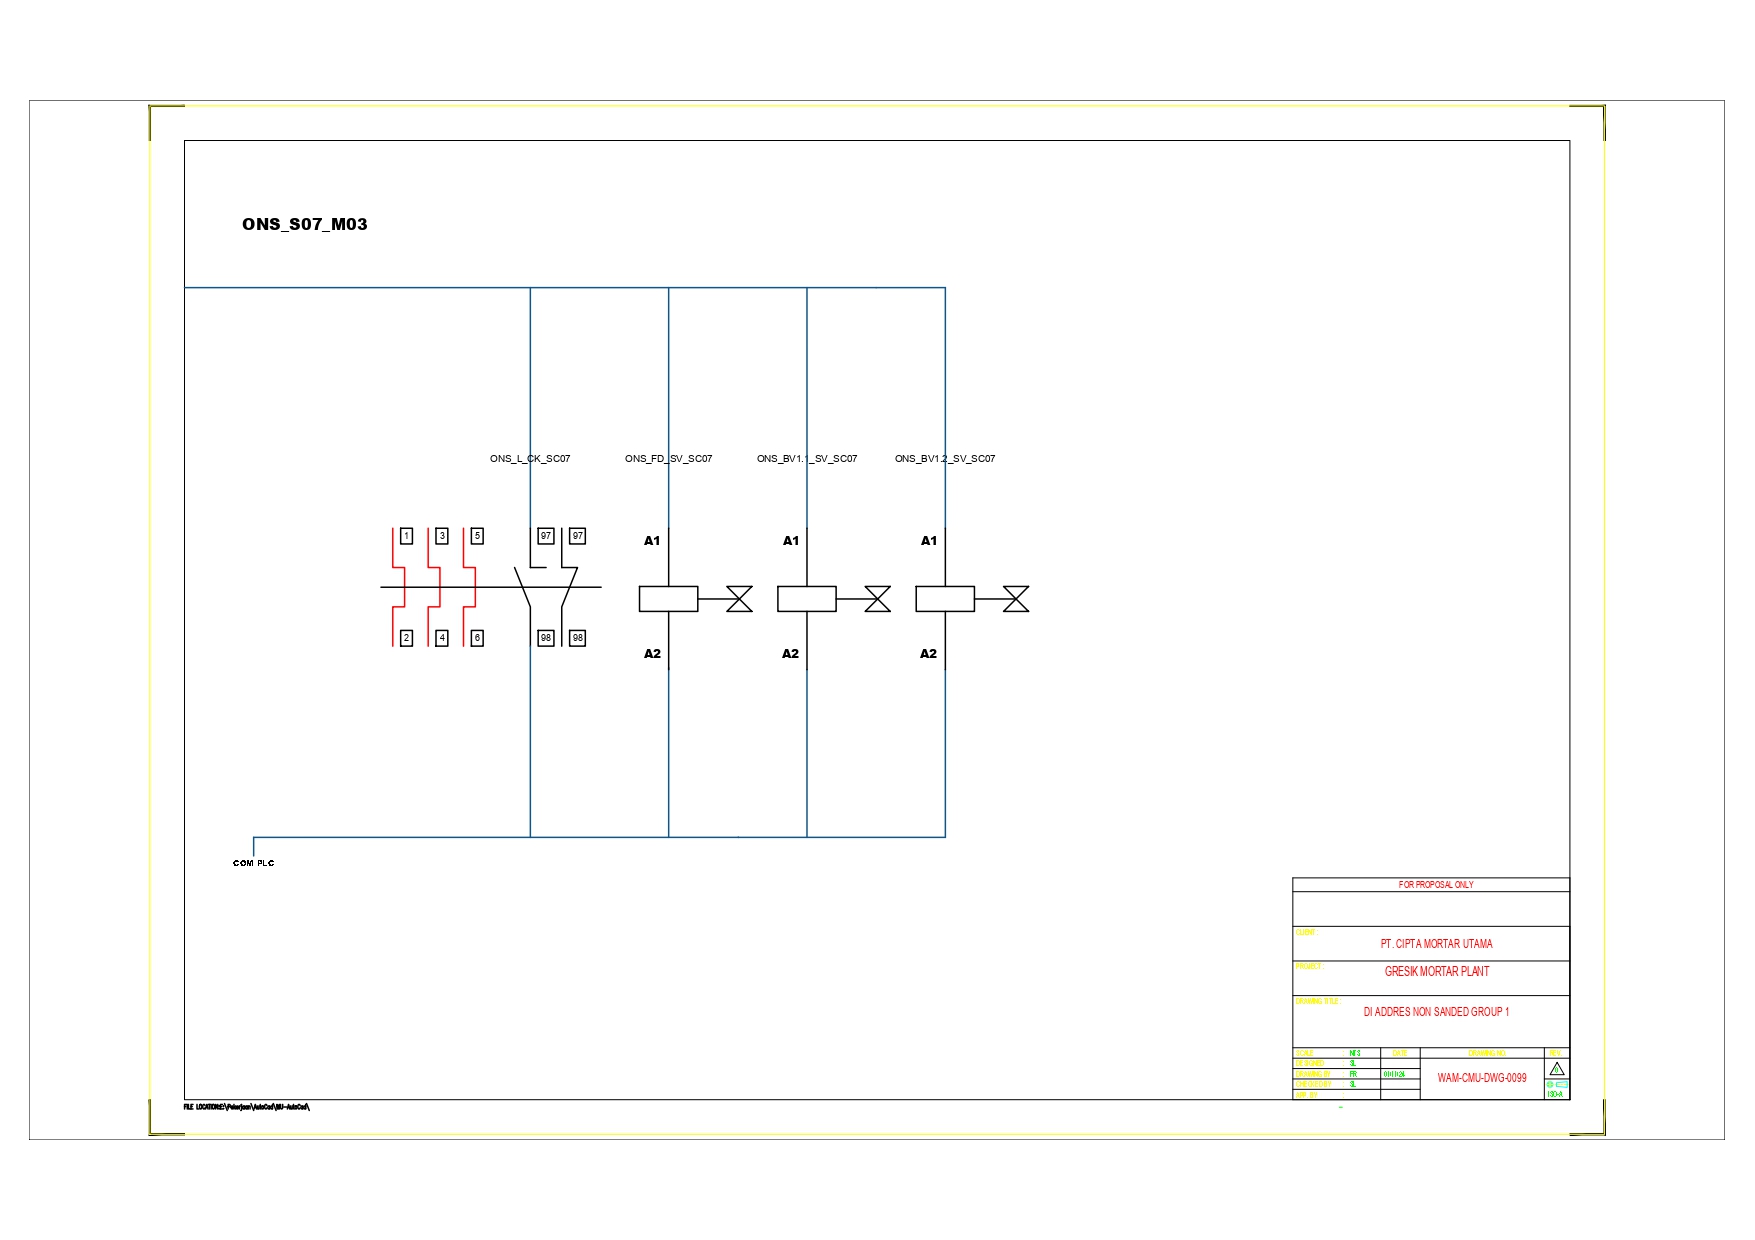 ONS_S07_M03
ONS_L_CK_SC07
ONS_FD_SV_SC07
ONS_BV1.1_SV_SC07
ONS_BV1.2_SV_SC07
1 3 5 97 97
A1 A1 A1
2 4 6 98 98
A2 A2 A2
COM PLC
FOR PROPOSAL ONLY
CLIENT :
PT. CIPTA MORTAR UTAMA
PROJECT :
GRESIK MORTAR PLANT
DRAWING TITLE :
DI ADDRES NON SANDED GROUP 1
SCALE : NTS DATE DRAWING NO. REV.
DESIGNED : SL
DRAWING BY : FR
CHECKED BY : SL
APP. BY :
WAM-CMU-DWG-0099
ISO-A
FILE LOCATION:E:\Pekerjaan\AutoCad\MU-AutoCad\